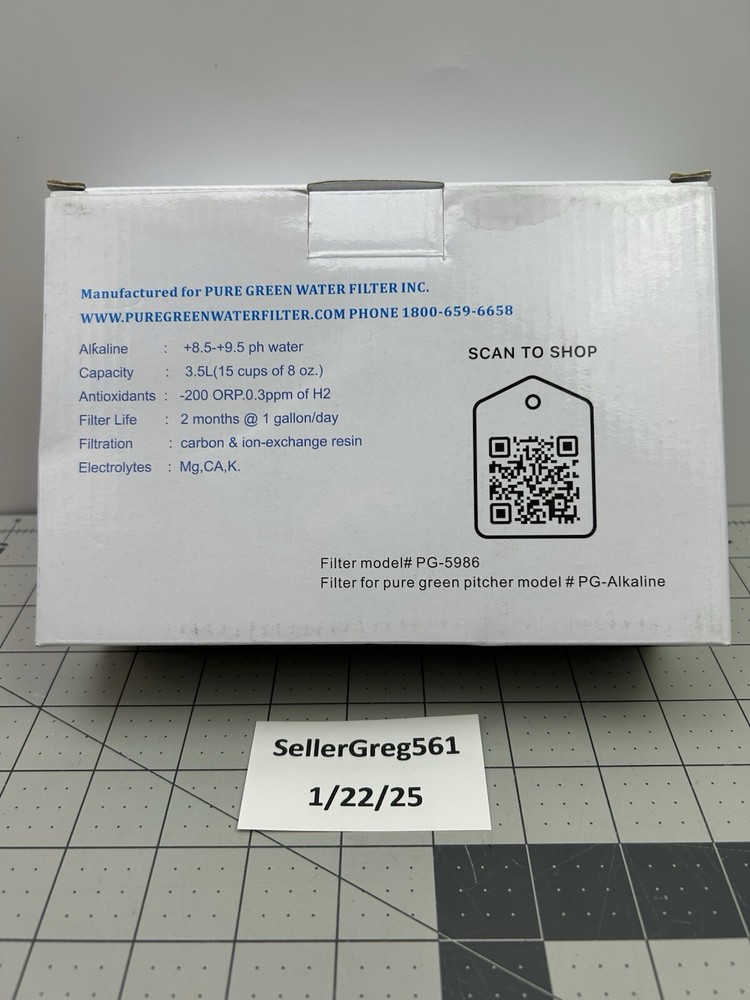 Manufactured for PURE GREEN WATER FILTER INC.
WWW.PUREGREENWATERFILTER.COM PHONE 1800-659-6658
Alkaline : +8.5-+9.5 ph water
Capacity : 3.5L(15 cups of 8 oz.)
Antioxidants : -200 ORP.0.3ppm of H2
Filter Life : 2 months @ 1 gallon/day
Filtration : carbon & ion-exchange resin
Electrolytes : Mg,CA,K.
SCAN TO SHOP
Filter model# PG-5986
Filter for pure green pitcher model # PG-Alkaline
SellerGreg561
1/22/25